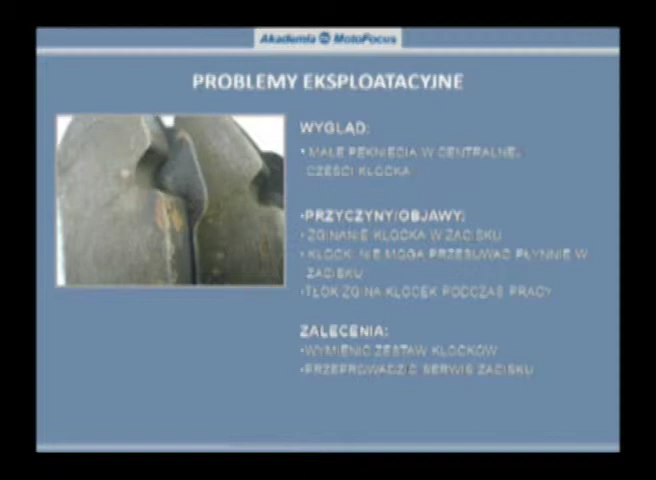 Akademia MotoFocus
PROBLEMY EKSPLOATACYJNE
WYGLĄD:
• MAŁE PĘKNIĘCIA W CENTRALNEJ
CZĘŚCI KLOCKA
•PRZYCZYNY/OBJAWY:
• ZGINANIE KLOCKA W ZACISKU
• KLOCKI NIE MOGĄ PRZESUWAĆ PŁYNNIE W
ZACISKU
•TŁOK ZGINA KLOCEK PODCZAS PRACY
ZALECENIA:
•WYMIENIĆ ZESTAW KLOCKÓW
•PRZEPROWADZIĆ SERWIS ZACISKU